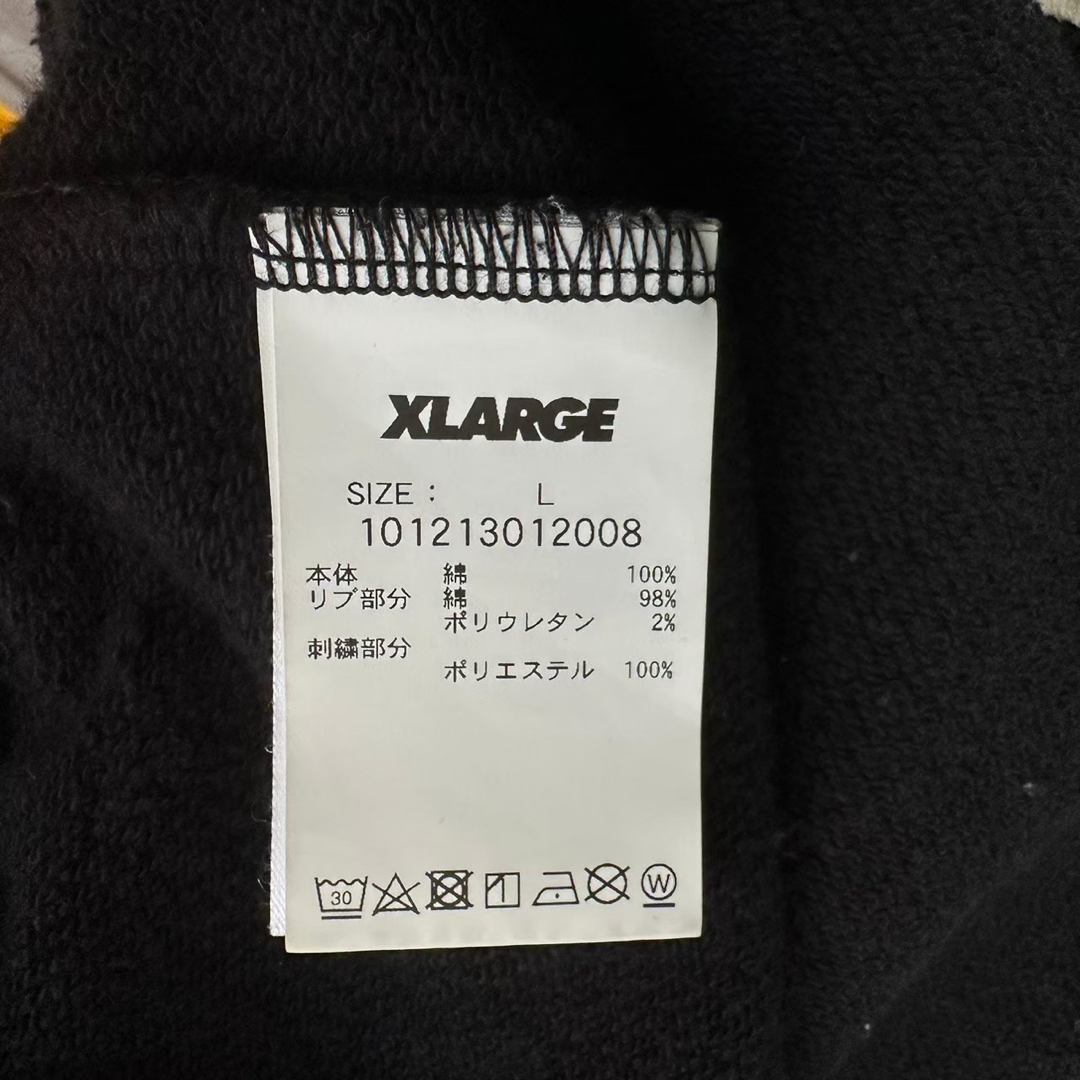 XLARGE
SIZE : L
101213012008
本体 綿 100%
リブ部分 綿 98%
ポリウレタン 2%
刺繍部分
ポリエステル 100%
30 W